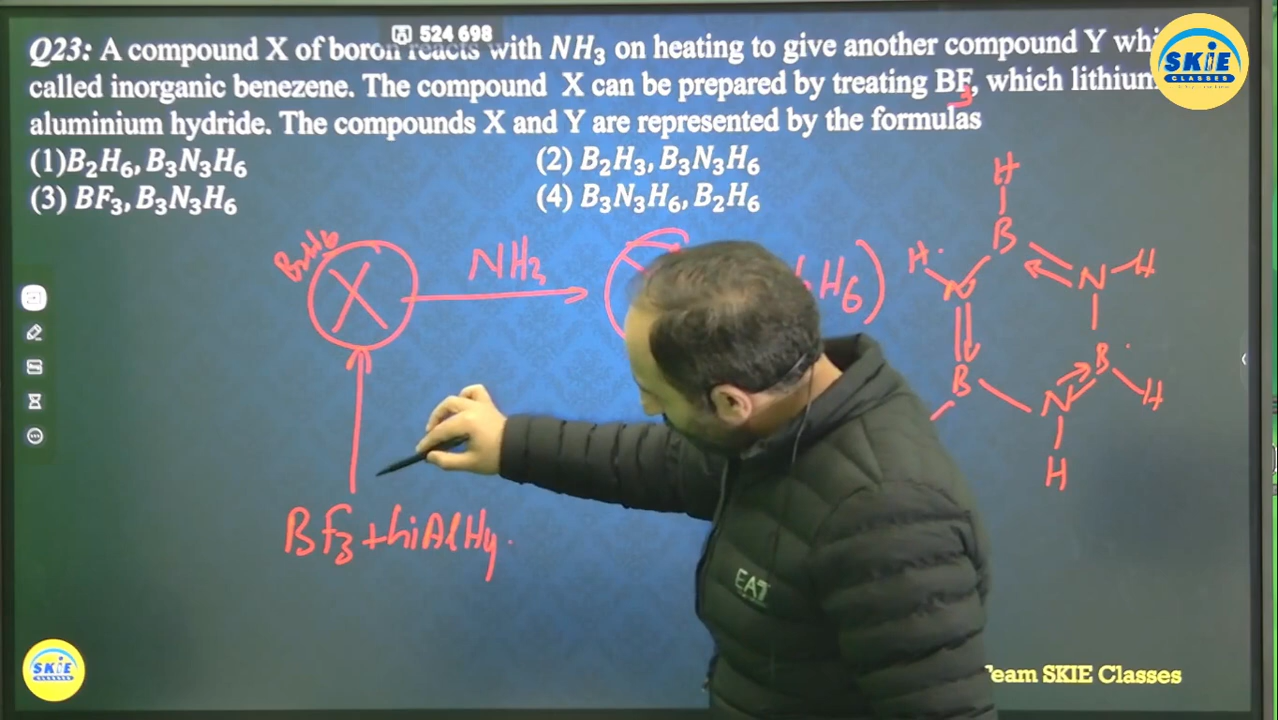 524 698
Q23: A compound X of boron reacts with NH₃ on heating to give another compound Y whi
called inorganic benezene. The compound X can be prepared by treating BF₃, which lithium
aluminium hydride. The compounds X and Y are represented by the formulas
(1)B₂H₆, B₃N₃H₆ (2) B₂H₃, B₃N₃H₆
(3) BF₃, B₃N₃H₆ (4) B₃N₃H₆, B₂H₆
SKiE
CLASSES
B₂H₆
X
NH₃
H₆)
H
B
H
N
N
H
B
B
H
N
H
BF₃+LiAlH₄.
EA7
SKiE
CLASSES
Team SKIE Classes